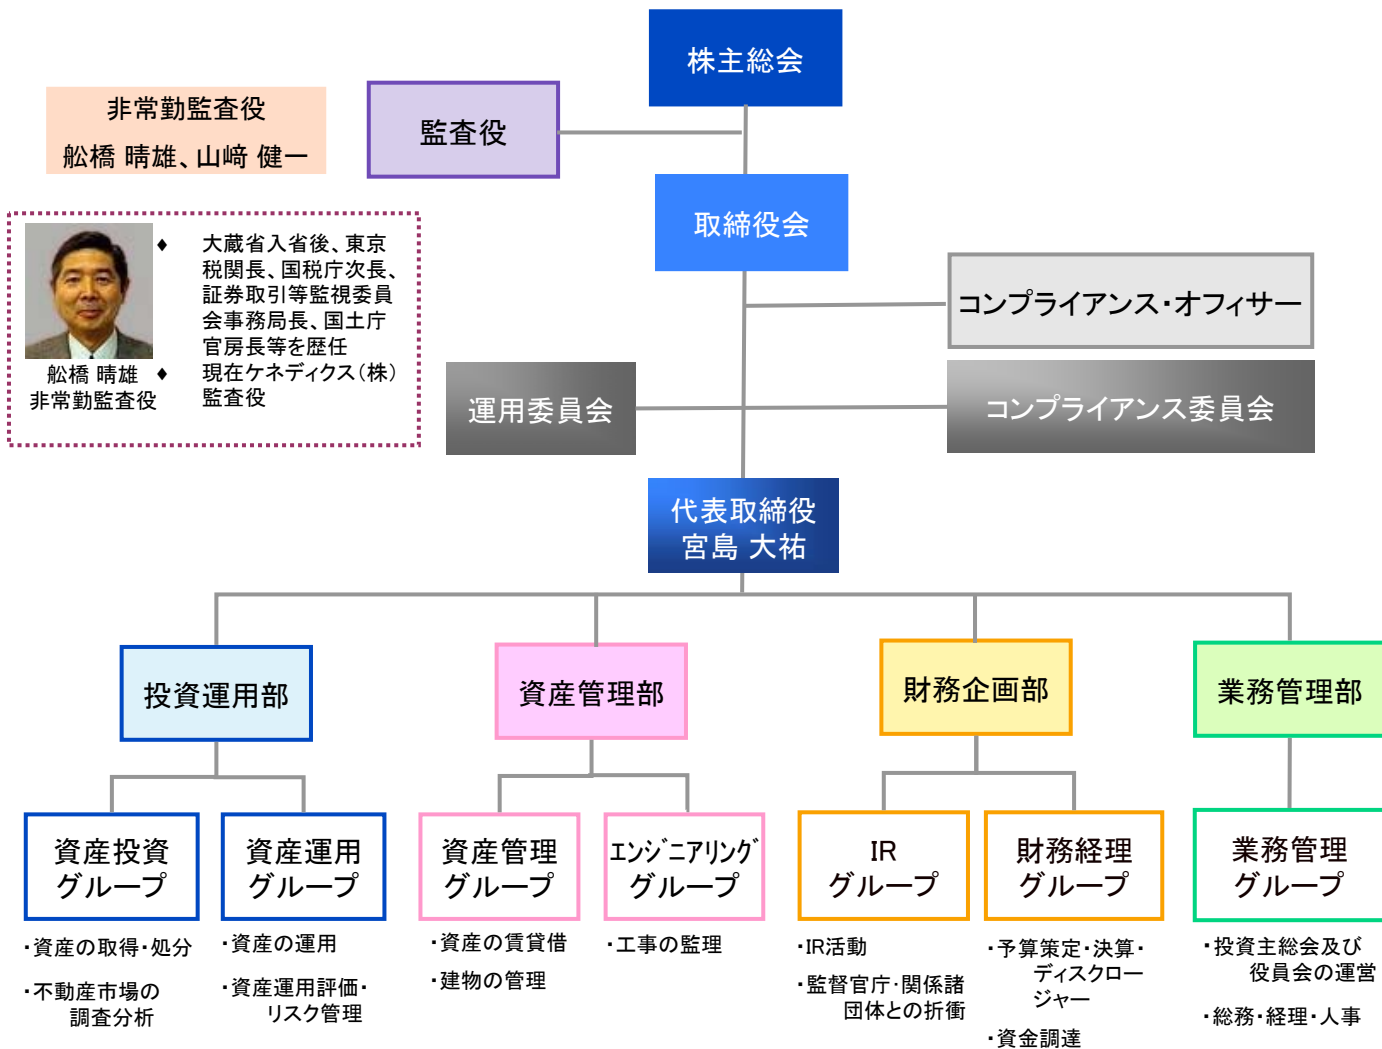 株主総会
非常勤監査役
舩橋 晴雄、山﨑 健一
監査役
取締役会
♦ 大蔵省入省後、東京
税関長、国税庁次長、
証券取引等監視委員
会事務局長、国土庁
官房長等を歴任
♦ 現在ケネディクス(株)
監査役
舩橋 晴雄
非常勤監査役
コンプライアンス・オフィサー
運用委員会
コンプライアンス委員会
代表取締役
宮島 大祐
投資運用部
資産管理部
財務企画部
業務管理部
資産投資
グループ
資産運用
グループ
資産管理
グループ
エンジニアリング
グループ
IR
グループ
財務経理
グループ
業務管理
グループ
・資産の取得・処分
・不動産市場の
調査分析
・資産の運用
・資産運用評価・
リスク管理
・資産の賃貸借
・建物の管理
・工事の監理
・IR活動
・監督官庁・関係諸
団体との折衝
・予算策定・決算・
ディスクロー
ジャー
・資金調達
・投資主総会及び
役員会の運営
・総務・経理・人事